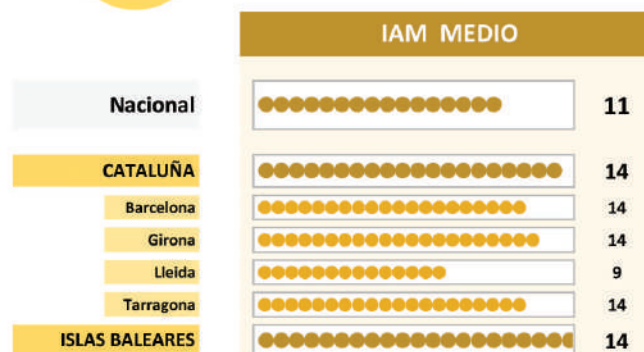 IAM MEDIO
Nacional 11
CATALUÑA 14
Barcelona 14
Girona 14
Lleida 9
Tarragona 14
ISLAS BALEARES 14